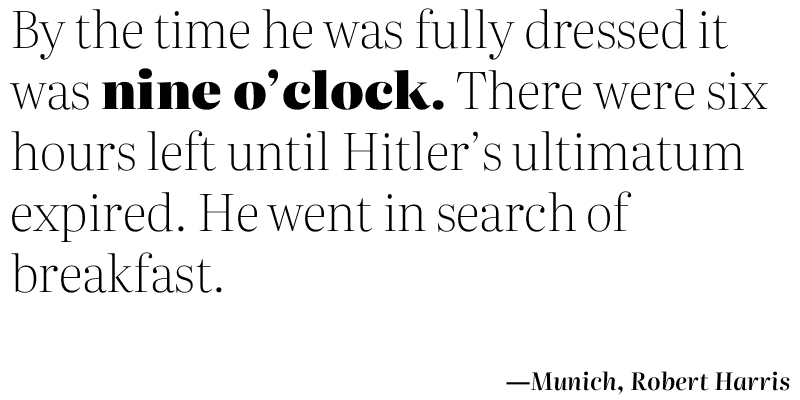 By the time he was fully dressed it
was nine o’clock. There were six
hours left until Hitler’s ultimatum
expired. He went in search of
breakfast.
—Munich, Robert Harris